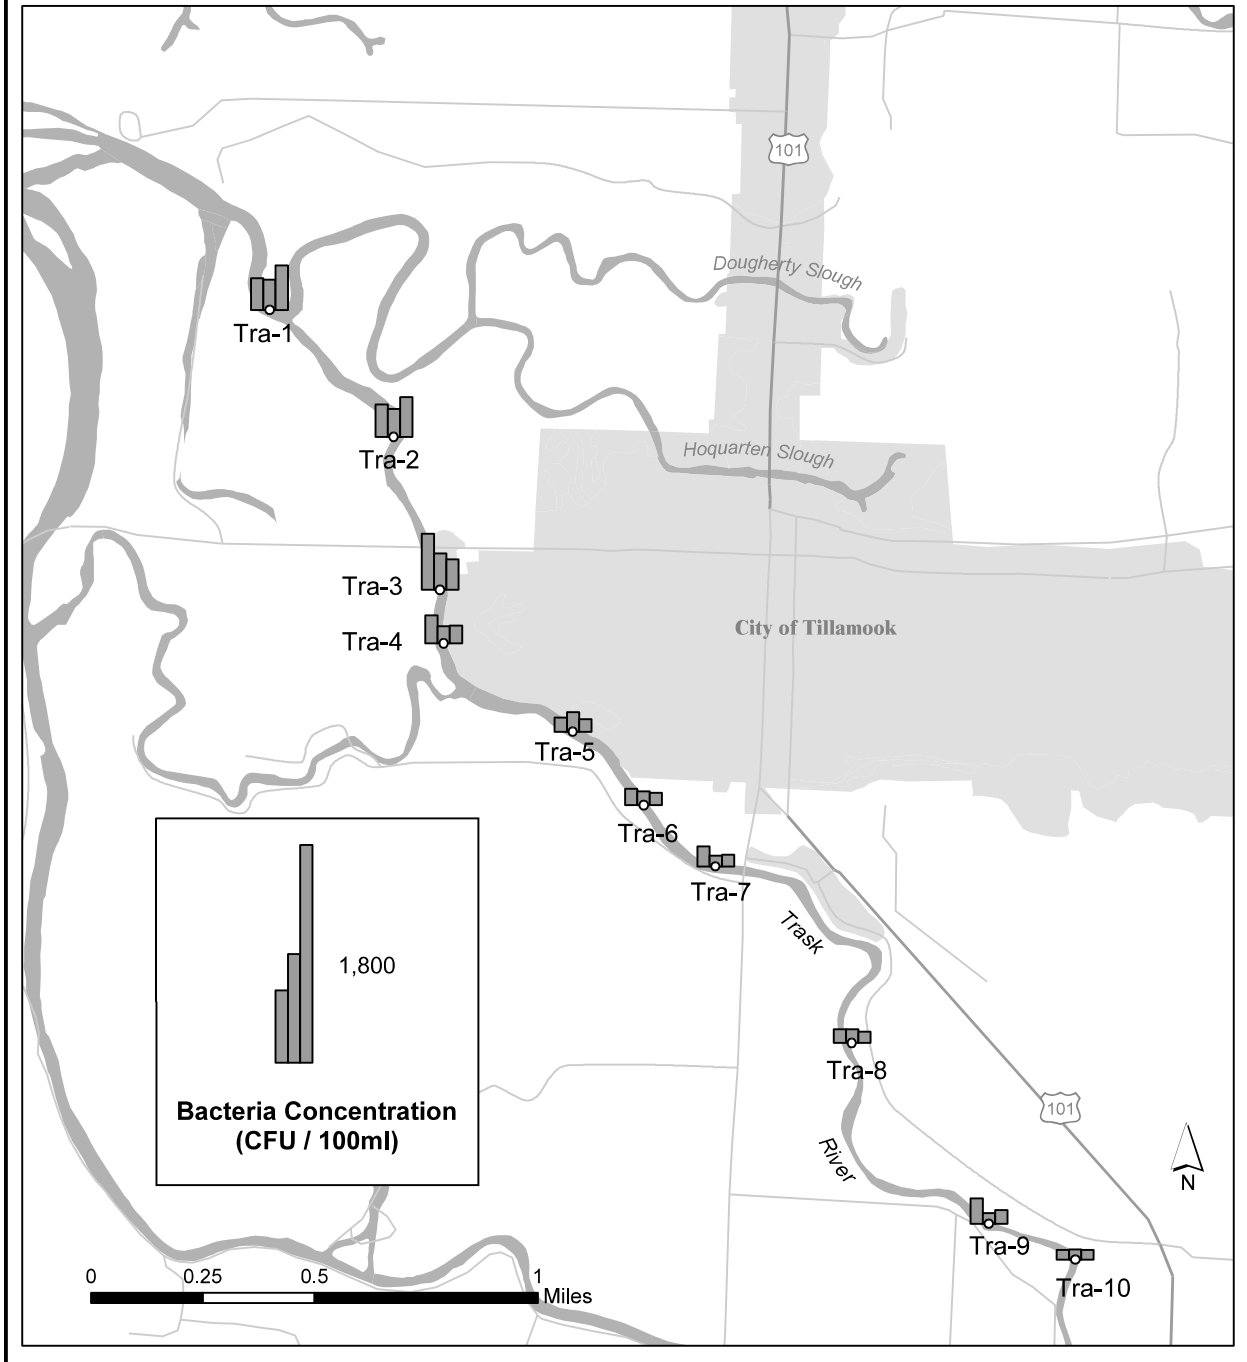 101
Dougherty Slough
Tra-1
Tra-2
Hoquarten Slough
Tra-3
Tra-4
City of Tillamook
Tra-5
Tra-6
Tra-7
Trask
River
Tra-8
101
Tra-9
Tra-10
N
1,800
Bacteria Concentration
(CFU / 100ml)
0 0.25 0.5 1
Miles